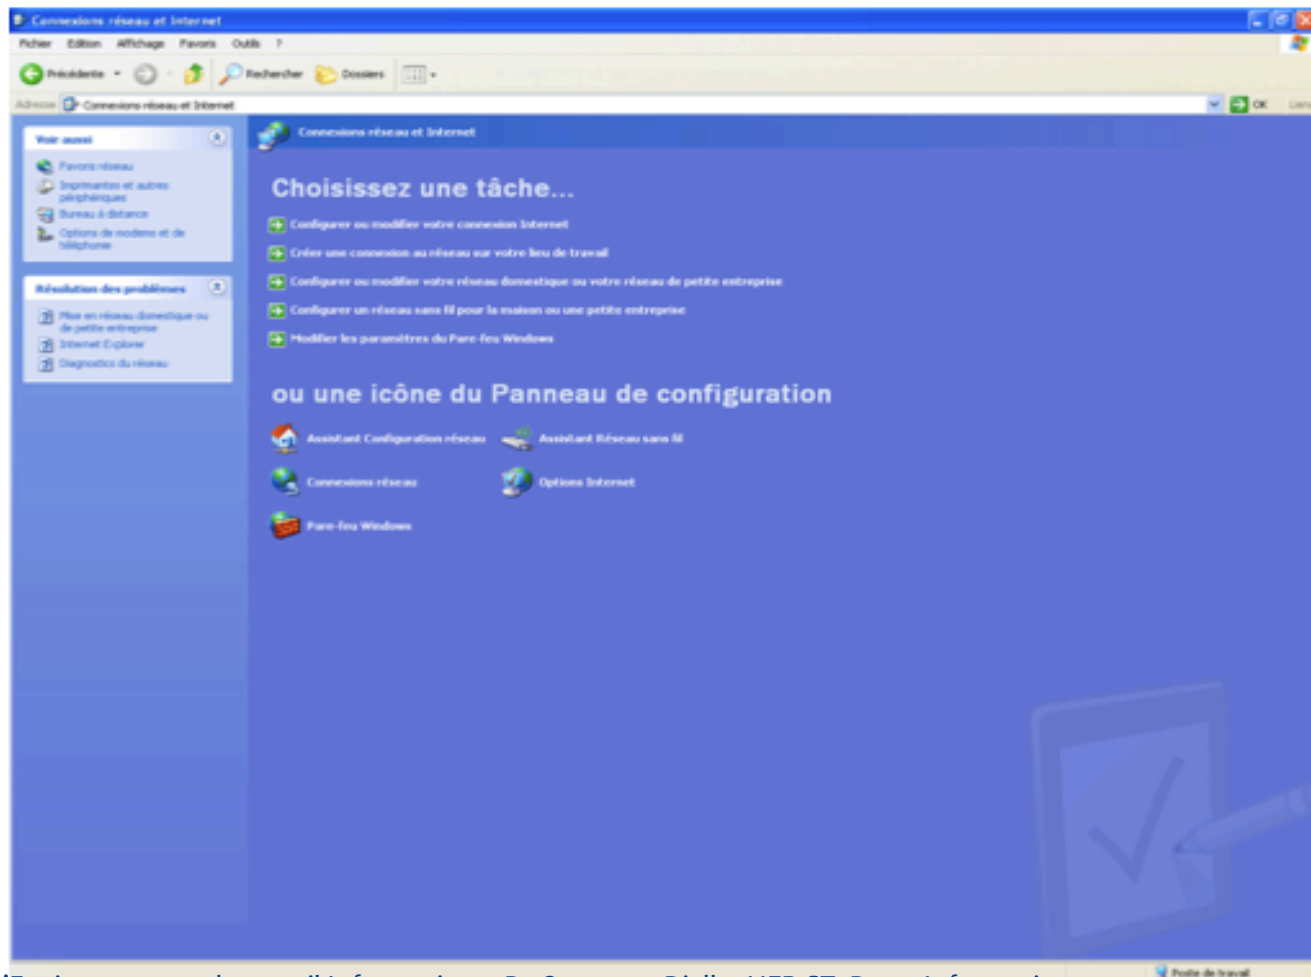 Connexions réseau et Internet
Fichier Edition Affichage Favoris Outils ?
Précédente Rechercher Dossiers
Adresse Connexions réseau et Internet OK Liens
Voir aussi
Favoris réseau
Imprimantes et autres
périphériques
Bureau à distance
Options de modems et de
téléphonie
Résolution des problèmes
Mise en réseau domestique ou
de petite entreprise
Internet Explorer
Diagnostics du réseau
Connexions réseau et Internet
Choisissez une tâche...
Configurer ou modifier votre connexion Internet
Créer une connexion au réseau sur votre lieu de travail
Configurer ou modifier votre réseau domestique ou votre réseau de petite entreprise
Configurer un réseau sans fil pour la maison ou une petite entreprise
Modifier les paramètres du Pare-feu Windows
ou une icône du Panneau de configuration
Assistant Configuration réseau Assistant Réseau sans fil
Connexions réseau Options Internet
Pare-feu Windows
Poste de travail